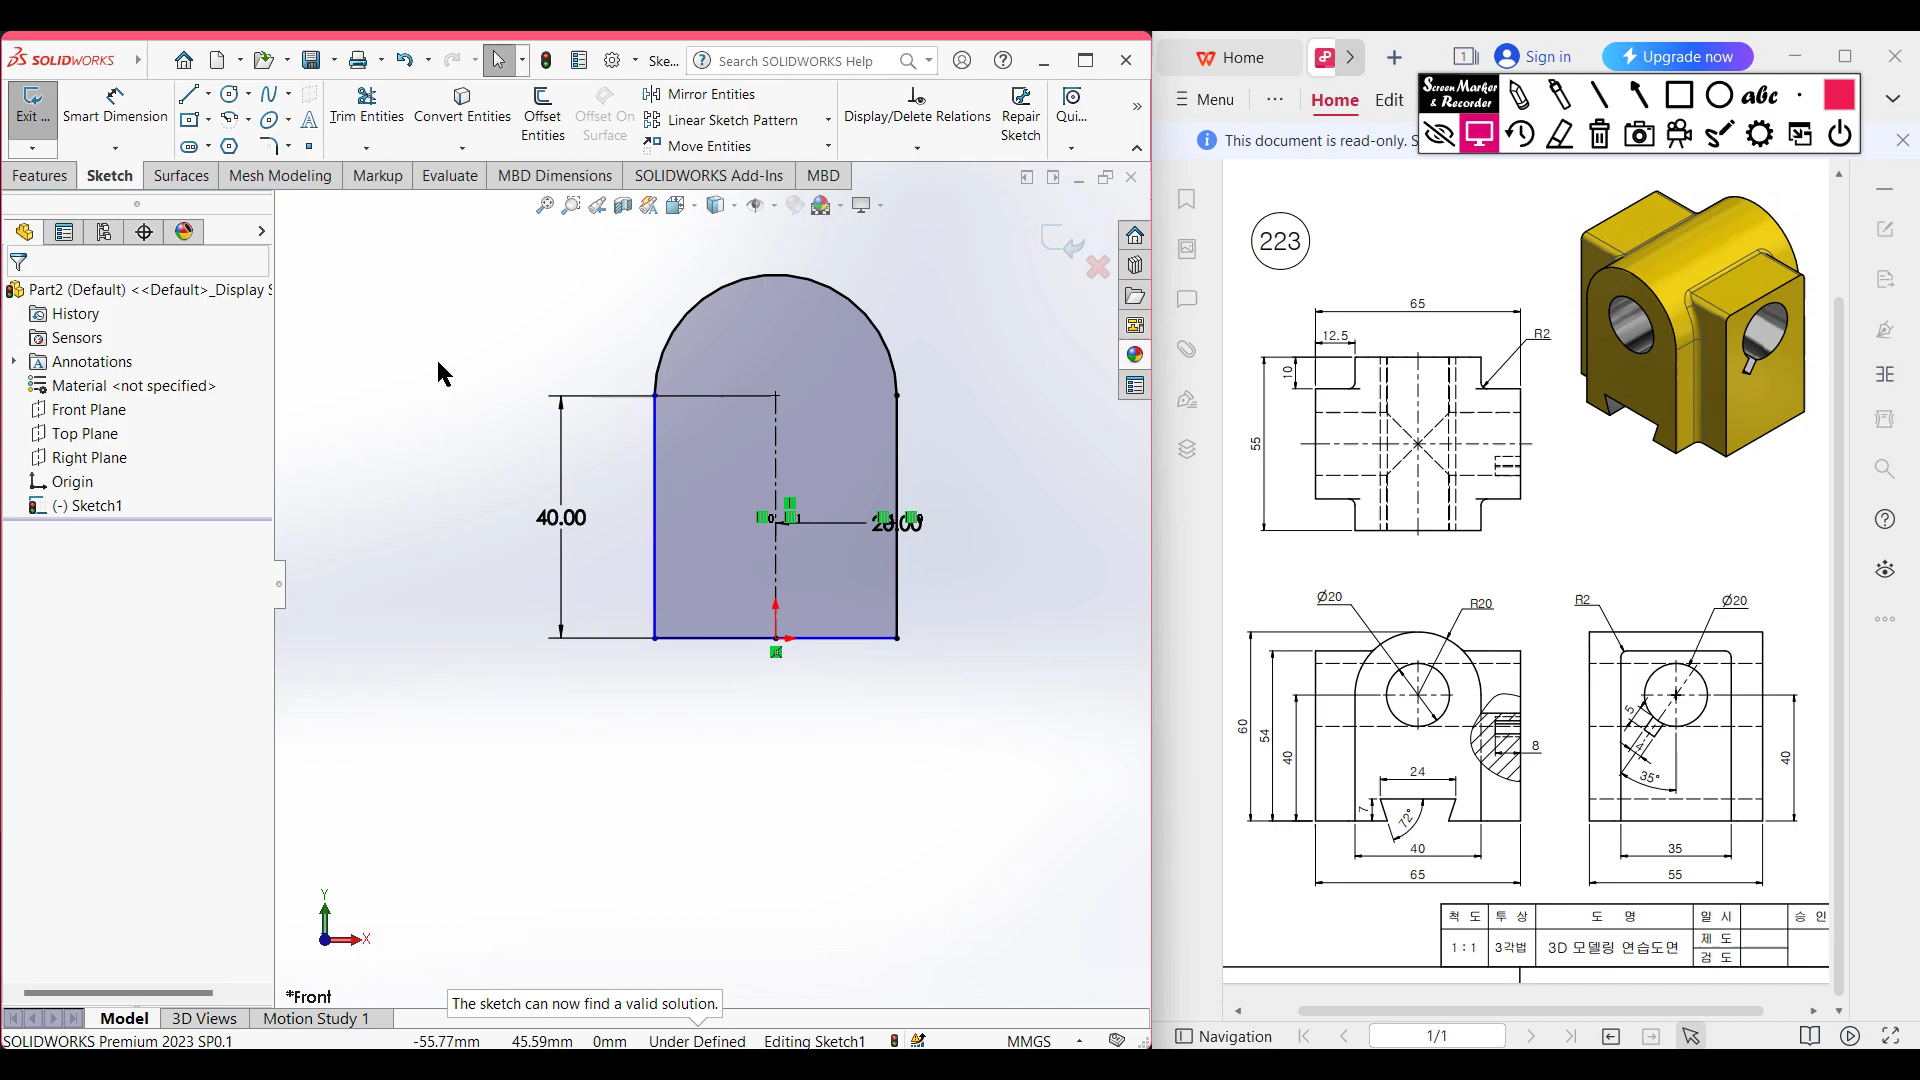 SOLIDWORKS
Ske...
Search SOLIDWORKS Help
Exit ...
Smart Dimension
Trim Entities
Convert Entities
Offset
Entities
Offset On
Surface
Mirror Entities
Linear Sketch Pattern
Move Entities
Display/Delete Relations
Repair
Sketch
Qui...
Features
Sketch
Surfaces
Mesh Modeling
Markup
Evaluate
MBD Dimensions
SOLIDWORKS Add-Ins
MBD
Part2 (Default) <<Default>_Display S
History
Sensors
Annotations
Material <not specified>
Front Plane
Top Plane
Right Plane
Origin
(-) Sketch1
40.00
Y
X
*Front
The sketch can now find a valid solution.
Model
3D Views
Motion Study 1
SOLIDWORKS Premium 2023 SP0.1
-55.77mm
45.59mm
0mm
Under Defined
Editing Sketch1
MMGS
Home
Sign in
Upgrade now
Menu
Home
Edit
Screen Marker
& Recorder
abc
This document is read-only. S
223
65
12.5
R2
10
55
Ø20
R20
60
54
40
8
24
7
72°
40
65
R2
Ø20
5
4
35°
40
35
55
척 도
투 상
도 명
일 시
승 인
1 : 1
3각법
3D 모델링 연습도면
제 도
검 도
Navigation
1/1